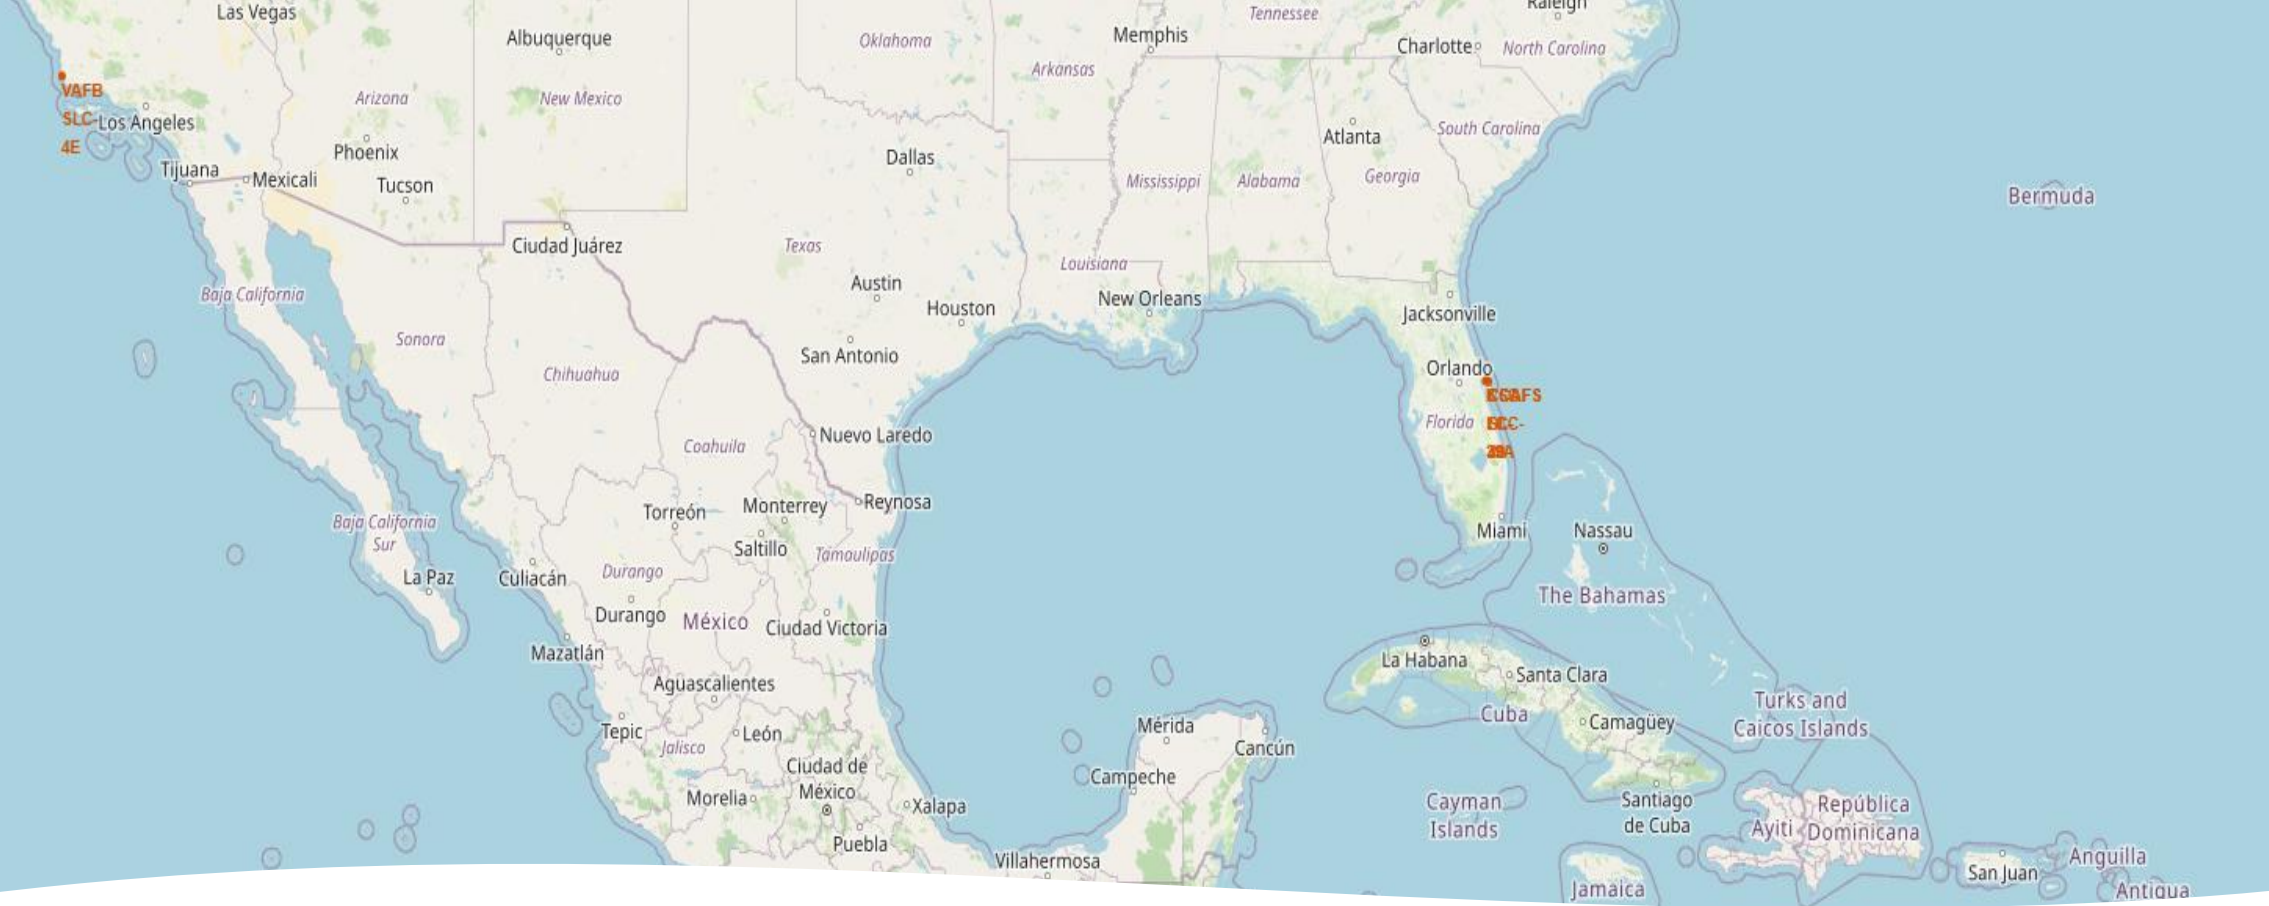 Las Vegas
Albuquerque
Oklahoma
Memphis
Tennessee
Raleigh
Charlotte
North Carolina
Arkansas
Arizona
New Mexico
VAFB
SLC-
4E
Los Angeles
Phoenix
Tucson
Tijuana
Mexicali
Dallas
Atlanta
South Carolina
Mississippi
Alabama
Georgia
Bermuda
Ciudad Juárez
Texas
Louisiana
Baja California
Austin
Houston
New Orleans
Jacksonville
Sonora
San Antonio
Chihuahua
Orlando
Florida
Coahuila
Nuevo Laredo
Torreón
Monterrey
Reynosa
Baja California
Sur
Saltillo
Tamaulipas
Miami
Nassau
La Paz
Culiacán
Durango
The Bahamas
Durango
México
Ciudad Victoria
Mazatlán
La Habana
Santa Clara
Aguascalientes
Turks and
Caicos Islands
Cuba
Camagüey
Tepic
Jalisco
León
Mérida
Cancún
Ciudad de
México
Campeche
Morelia
Xalapa
Cayman
Islands
Santiago
de Cuba
Ayiti
República
Dominicana
Puebla
Villahermosa
Jamaica
San Juan
Anguilla
Antigua